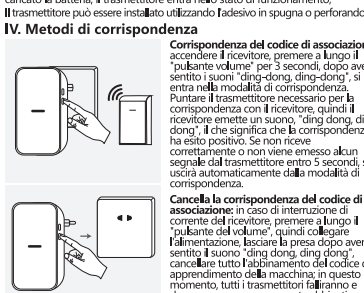 caricato la batteria, il trasmettitore entra nello stato di funzionamento,
Il trasmettitore può essere installato utilizzando l'adesivo in spugna o perforando
IV. Metodi di corrispondenza
Corrispondenza del codice di associazion
accendere il ricevitore, premere a lungo il
"pulsante volume" per 3 secondi, dopo ave
sentito i suoni "ding-dong, ding-dong", si
entra nella modalità di corrispondenza.
Puntare il trasmettitore necessario per la
corrispondenza con il ricevitore, quindi il
ricevitore emette un suono, "ding dong, di
dong", il che significa che la corrispondenz
ha esito positivo. Se non riceve
correttamente o non viene emesso alcun
segnale dal trasmettitore entro 5 secondi, s
uscirà automaticamente dalla modalità di
corrispondenza.
Cancella la corrispondenza del codice di
associazione: in caso di interruzione di
corrente del ricevitore, premere a lungo il
"pulsante del volume", quindi collegare
l'alimentazione, lasciare la presa dopo aver
sentito il suono "ding dong, ding dong",
cancellare tutto l'abbinamento del codice d
apprendimento della macchina; in questo
momento, tutti i trasmettitori falliranno e